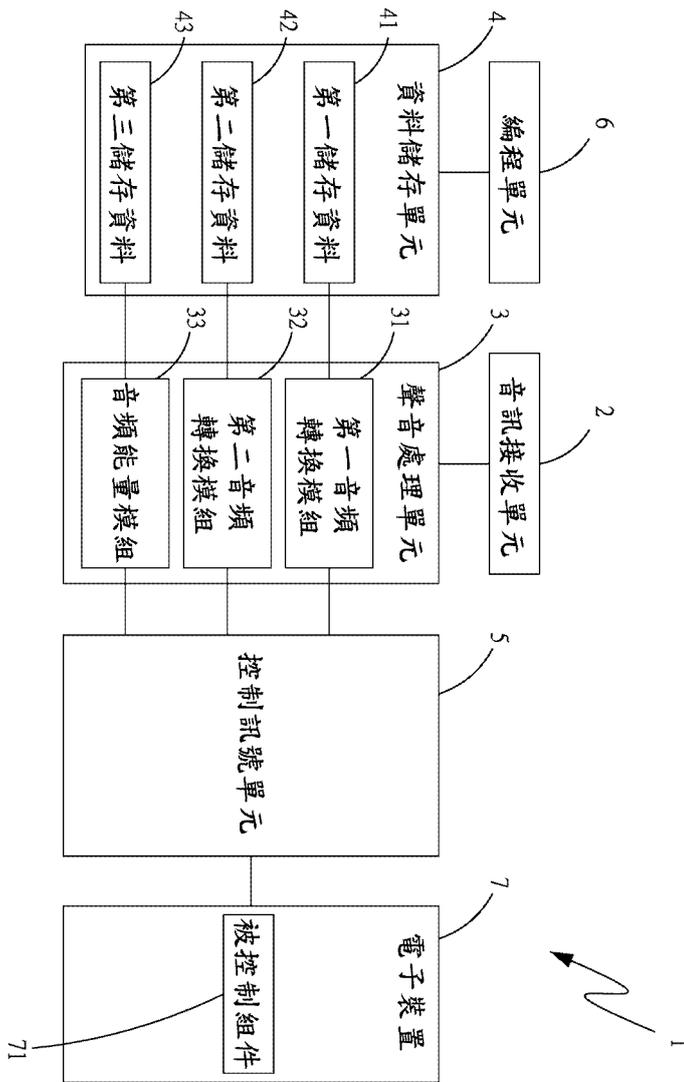 1
6
2
編程單元
音訊接收單元
4
3
5
7
資料儲存單元
聲音處理單元
電子裝置
41
31
第一儲存資料
第一音頻
轉換模組
42
32
第二儲存資料
第二音頻
轉換模組
控制訊號單元
被控制組件
43
33
第三儲存資料
音頻能量模組
71